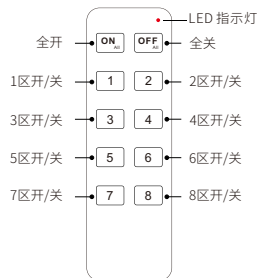 LED 指示灯
全开 ON All OFF All 全关
1区开/关 1 2 2区开/关
3区开/关 3 4 4区开/关
5区开/关 5 6 6区开/关
7区开/关 7 8 8区开/关